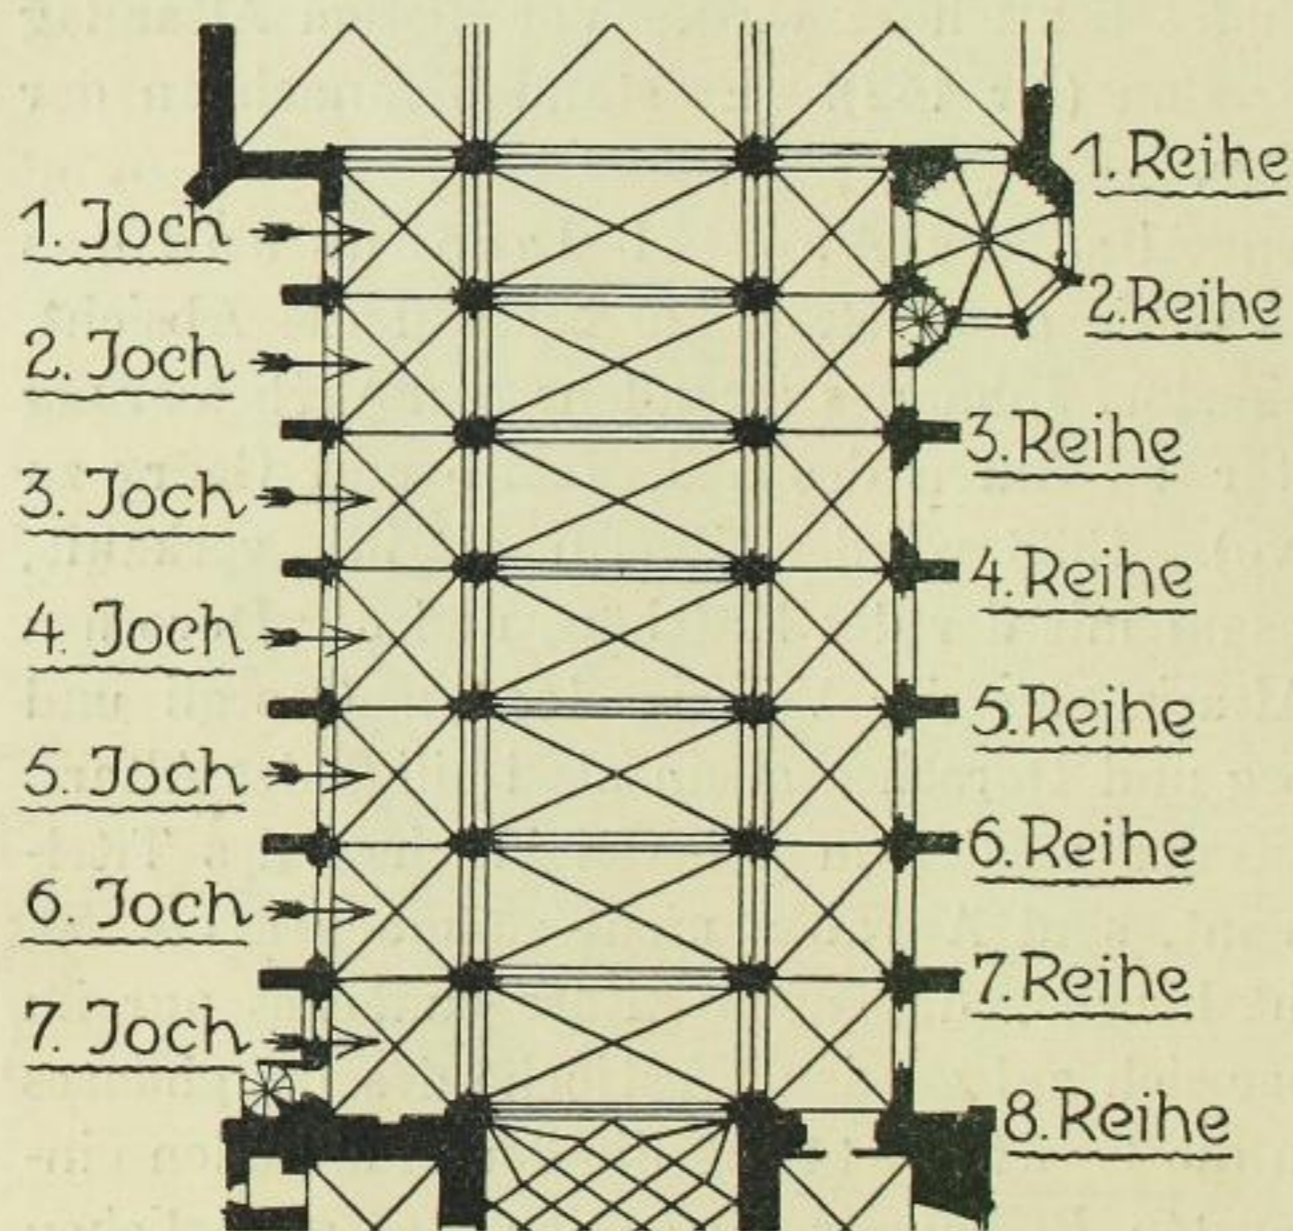 1. Joch
2. Joch
3. Joch
4. Joch
5. Joch
6. Joch
7. Joch
1. Reihe
2. Reihe
3. Reihe
4. Reihe
5. Reihe
6. Reihe
7. Reihe
8. Reihe